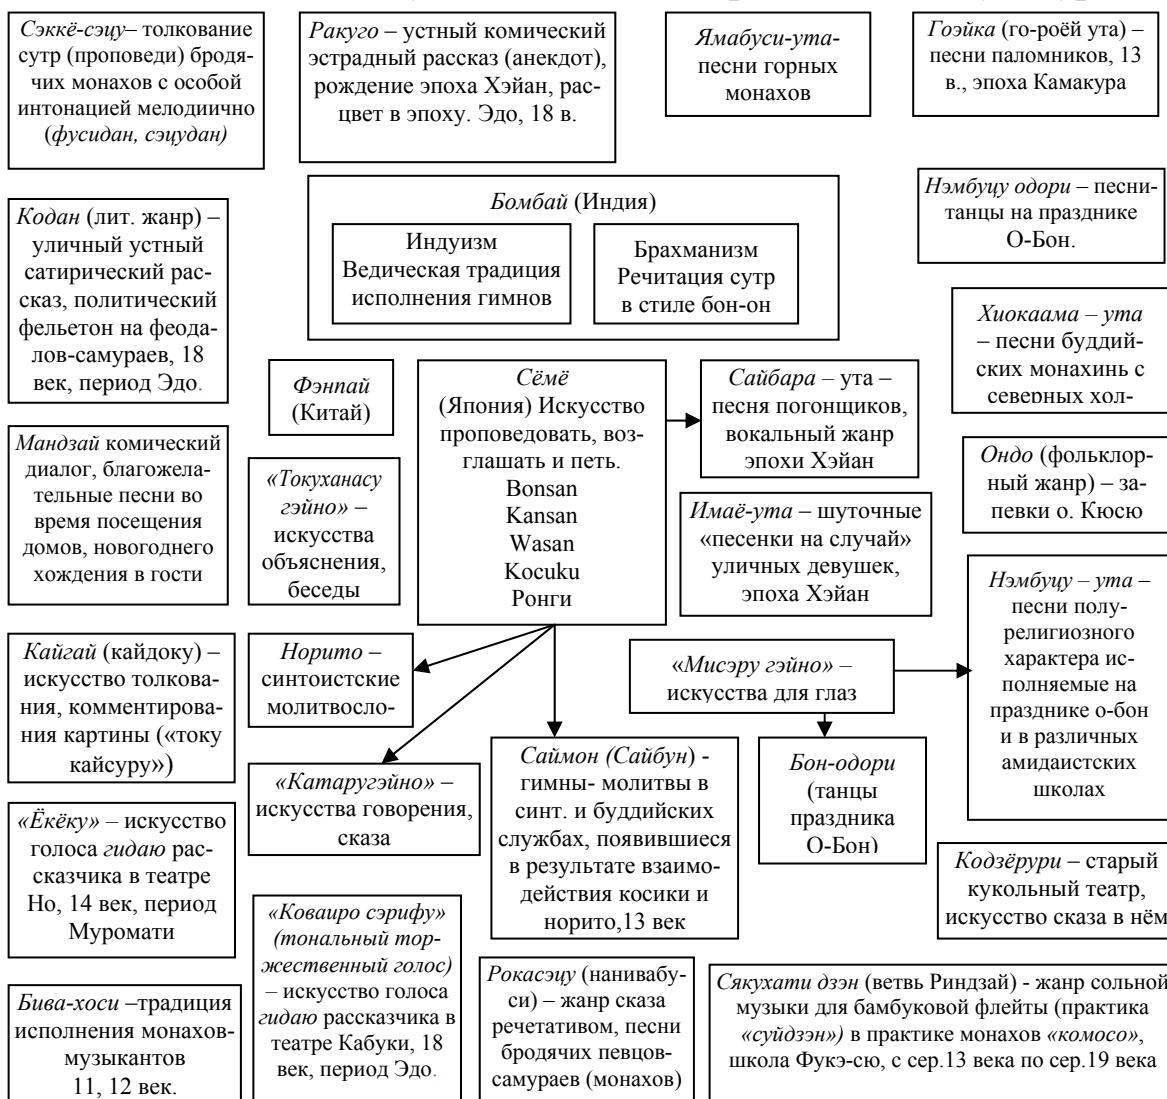 Сэккё-сэцу– толкование
сутр (проповеди) бродя-
чих монахов с особой
интонацией мелодиично
(фусидан, сэцудан)
Ракуго – устный комический
эстрадный рассказ (анекдот),
рождение эпоха Хэйан, рас-
цвет в эпоху. Эдо, 18 в.
Ямабуси-ута-
песни горных
монахов
Гоэйка (го-роёй ута) –
песни паломников, 13
в., эпоха Камакура
Бомбай (Индия)
Индуизм
Ведическая традиция
исполнения гимнов
Брахманизм
Речитация сутр
в стиле бон-он
Нэмбуцу одори – песни-
танцы на празднике
О-Бон.
Кодан (лит. жанр) –
уличный устный
сатирический рас-
сказ, политический
фельетон на феода-
лов-самураев, 18
век, период Эдо.
Хиокаама – ута
– песни буддий-
ских монахинь с
северных хол-
Фэнпай
(Китай)
Сёмё
(Япония) Искусство
проповедовать, воз-
глашать и петь.
Bonsan
Kansan
Wasan
Kocuku
Ронги
Сайбара – ута –
песня погонщиков,
вокальный жанр
эпохи Хэйан
Мандзай комический
диалог, благожела-
тельные песни во
время посещения
домов, новогоднего
хождения в гости
«Токуханасу
гэйно» –
искусства
объяснения,
беседы
Имаё-ута – шуточные
«песенки на случай»
уличных девушек,
эпоха Хэйан
Ондо (фольклор-
ный жанр) – за-
певки о. Кюсю
Нэмбуцу – ута –
песни полу-
религиозного
характера ис-
полняемые на
празднике о-бон
и в различных
амидаистских
школах
Кайгай (кайдоку) –
искусство толкова-
ния, комментирова-
ния картины («току
кайсуру»)
Норито –
синтоистские
молитвосло-
«Мисэру гэйно» –
искусства для глаз
«Катаругэйно» –
искусства говорения,
сказа
Саймон (Сайбун) -
гимны- молитвы в
синт. и буддийских
службах, появившиеся
в результате взаимо-
действия косики и
норито,13 век
Бон-одори
(танцы
праздника
О-Бон)
«Ёкёку» – искусство
голоса гидаю рас-
сказчика в театре
Но, 14 век, период
Муромати
Кодзёрури – старый
кукольный театр,
искусство сказа в нём
«Коваиро сэрифу»
(тональный тор-
жественный голос)
– искусство голоса
гидаю рассказчика в
театре Кабуки, 18
век, период Эдо.
Рокасэцу (нанивабу-
си) – жанр сказа
речетативом, песни
бродячих певцов-
самураев (монахов)
Сякухати дзэн (ветвь Риндзай) - жанр сольной
музыки для бамбуковой флейты (практика
«суйдзэн») в практике монахов «комосо»,
школа Фукэ-сю, с сер.13 века по сер.19 века
Бива-хоси –традиция
исполнения монахов-
музыкантов
11, 12 век.